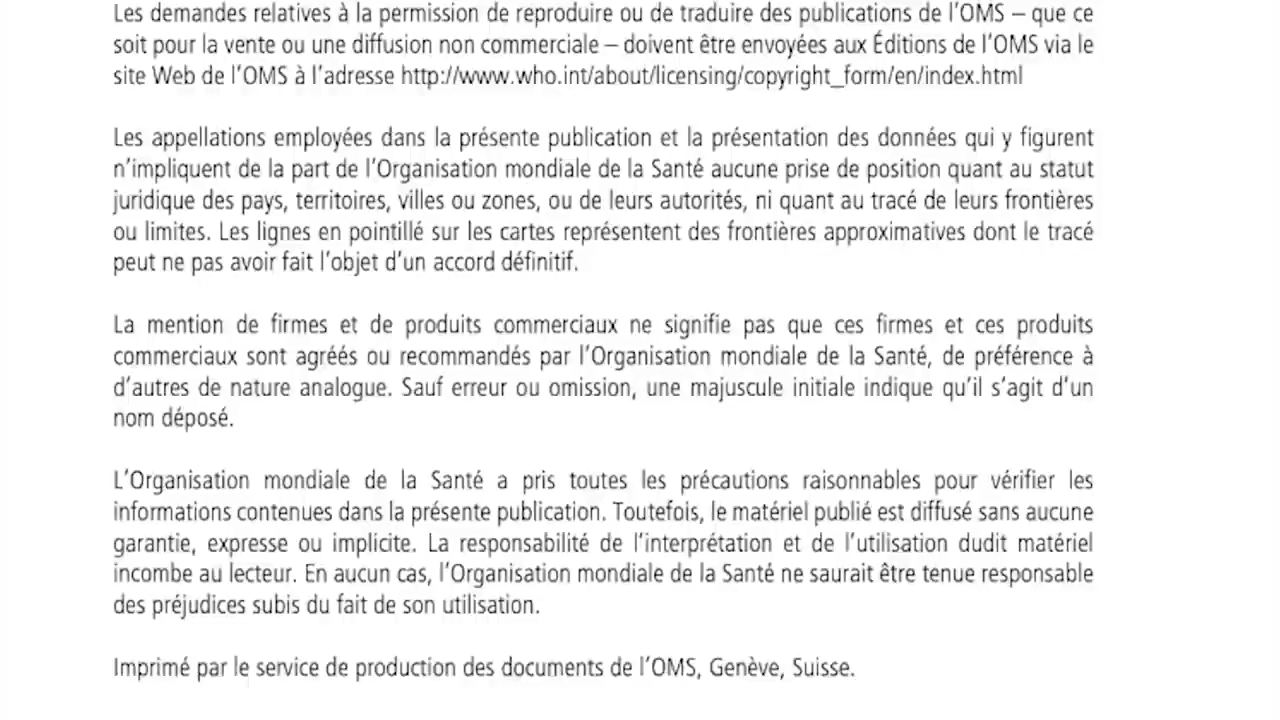 Les demandes relatives à la permission de reproduire ou de traduire des publications de l’OMS – que ce
soit pour la vente ou une diffusion non commerciale – doivent être envoyées aux Éditions de l’OMS via le
site Web de l’OMS à l’adresse http://www.who.int/about/licensing/copyright_form/en/index.html
Les appellations employées dans la présente publication et la présentation des données qui y figurent
n’impliquent de la part de l’Organisation mondiale de la Santé aucune prise de position quant au statut
juridique des pays, territoires, villes ou zones, ou de leurs autorités, ni quant au tracé de leurs frontières
ou limites. Les lignes en pointillé sur les cartes représentent des frontières approximatives dont le tracé
peut ne pas avoir fait l’objet d’un accord définitif.
La mention de firmes et de produits commerciaux ne signifie pas que ces firmes et ces produits
commerciaux sont agréés ou recommandés par l’Organisation mondiale de la Santé, de préférence à
d’autres de nature analogue. Sauf erreur ou omission, une majuscule initiale indique qu’il s’agit d’un
nom déposé.
L’Organisation mondiale de la Santé a pris toutes les précautions raisonnables pour vérifier les
informations contenues dans la présente publication. Toutefois, le matériel publié est diffusé sans aucune
garantie, expresse ou implicite. La responsabilité de l’interprétation et de l’utilisation dudit matériel
incombe au lecteur. En aucun cas, l’Organisation mondiale de la Santé ne saurait être tenue responsable
des préjudices subis du fait de son utilisation.
Imprimé par le service de production des documents de l’OMS, Genève, Suisse.